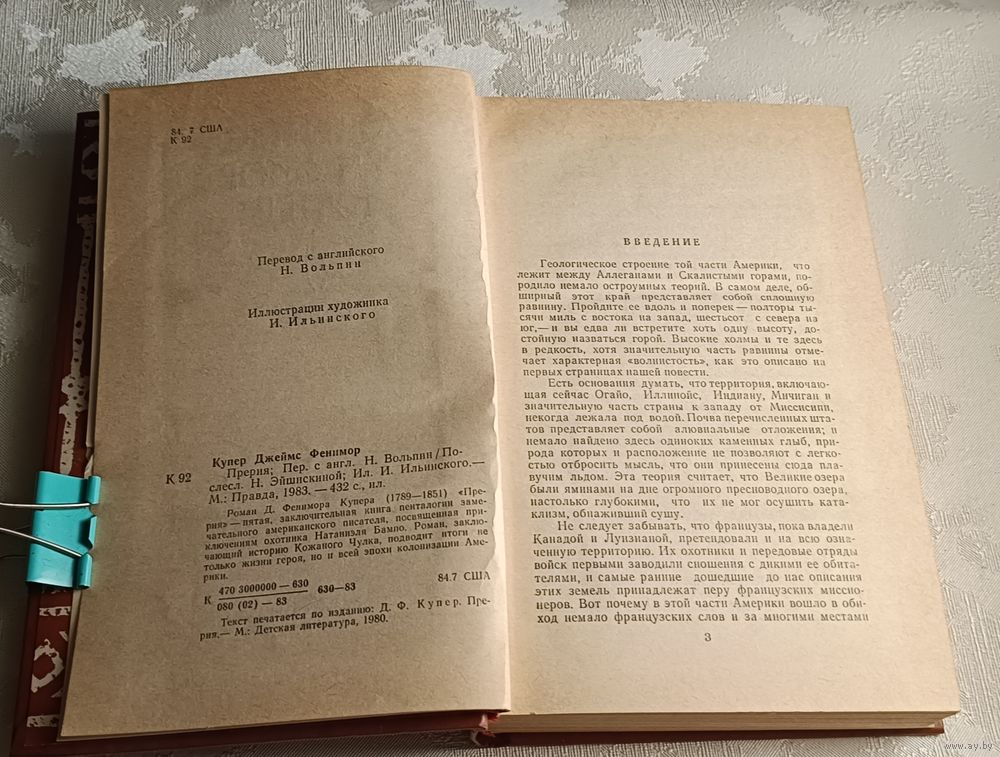 84. 7 США
К 92
Перевод с английского
Н. Вольпин
Иллюстрации художника
И. Ильинского
Купер Джеймс Фенимор
К 92 Прерия; Пер. с англ. Н. Вольпин/По-
слесл. Н. Эйшискиной; Ил. И. Ильинского.—
М.: Правда, 1983. — 432 с., ил.
Роман Д. Фенимора Купера (1789—1851) «Пре-
рия» — пятая, заключительная книга пенталогии заме-
чательного американского писателя, посвященная при-
ключениям охотника Натаниэля Бампо. Роман, заклю-
чающий историю Кожаного Чулка, подводит итоги не
только жизни героя, но и всей эпохи колонизации Аме-
рики.
К 470 3000000 — 630
080 (02) — 83
630—83
84.7 США
Текст печатается по изданию: Д. Ф. Купер. Пре-
рия.— М.: Детская литература, 1980.
ВВЕДЕНИЕ
Геологическое строение той части Америки, что
лежит между Аллеганами и Скалистыми горами, по-
родило немало остроумных теорий. В самом деле, об-
ширный этот край представляет собой сплошную
равнину. Пройдите ее вдоль и поперек — полторы ты-
сячи миль с востока на запад, шестьсот с севера на
юг,— и вы едва ли встретите хоть одну высоту, до-
стойную назваться горой. Высокие холмы и те здесь
в редкость, хотя значительную часть равнины отме-
чает характерная «волнистость», как это описано на
первых страницах нашей повести.
Есть основания думать, что территория, включаю-
щая сейчас Огайо, Иллинойс, Индиану, Мичиган и
значительную часть страны к западу от Миссисипи,
некогда лежала под водой. Почва перечисленных шта-
тов представляет собой алювиальные отложения; и
немало найдено здесь одиноких каменных глыб, при-
рода которых и расположение не позволяют с легко-
стью отбросить мысль, что они принесены сюда пла-
вучим льдом. Эта теория считает, что Великие озера
были яминами на дне огромного пресноводного озера,
настолько глубокими, что их не мог осушить ката-
клизм, обнаживший сушу.
Не следует забывать, что французы, пока владели
Канадой и Луизианой, претендовали и на всю озна-
ченную территорию. Их охотники и передовые отряды
войск первыми заводили сношения с дикими ее обита-
телями, и самые ранние дошедшие до нас описания
этих земель принадлежат перу французских миссио-
неров. Вот почему в этой части Америки вошло в оби-
ход немало французских слов и за многими местами
3
www.ay.by